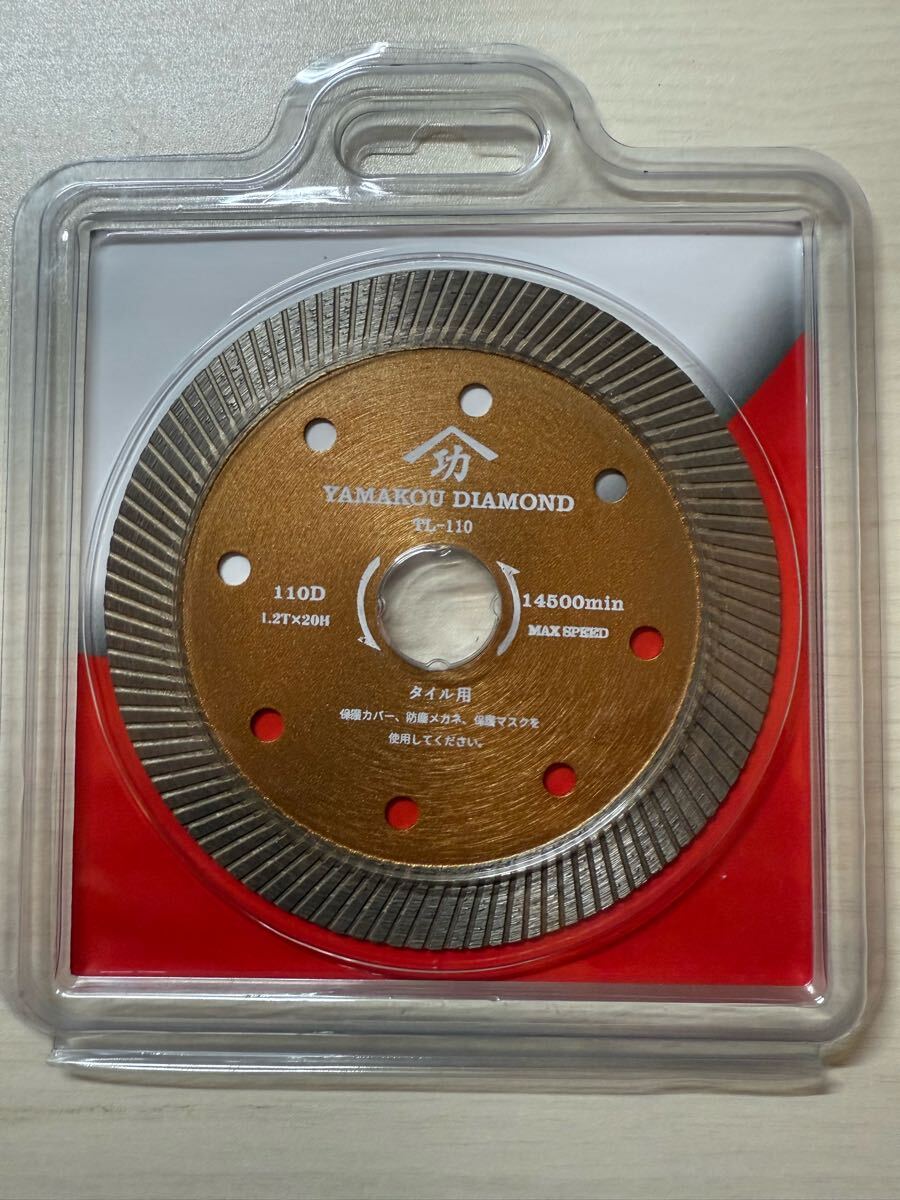 功
YAMAKOU DIAMOND
TL-110
110D
1.2T×20H
14500min
MAX SPEED
タイル用
保護カバー、防塵メガネ、保護マスクを
使用してください。